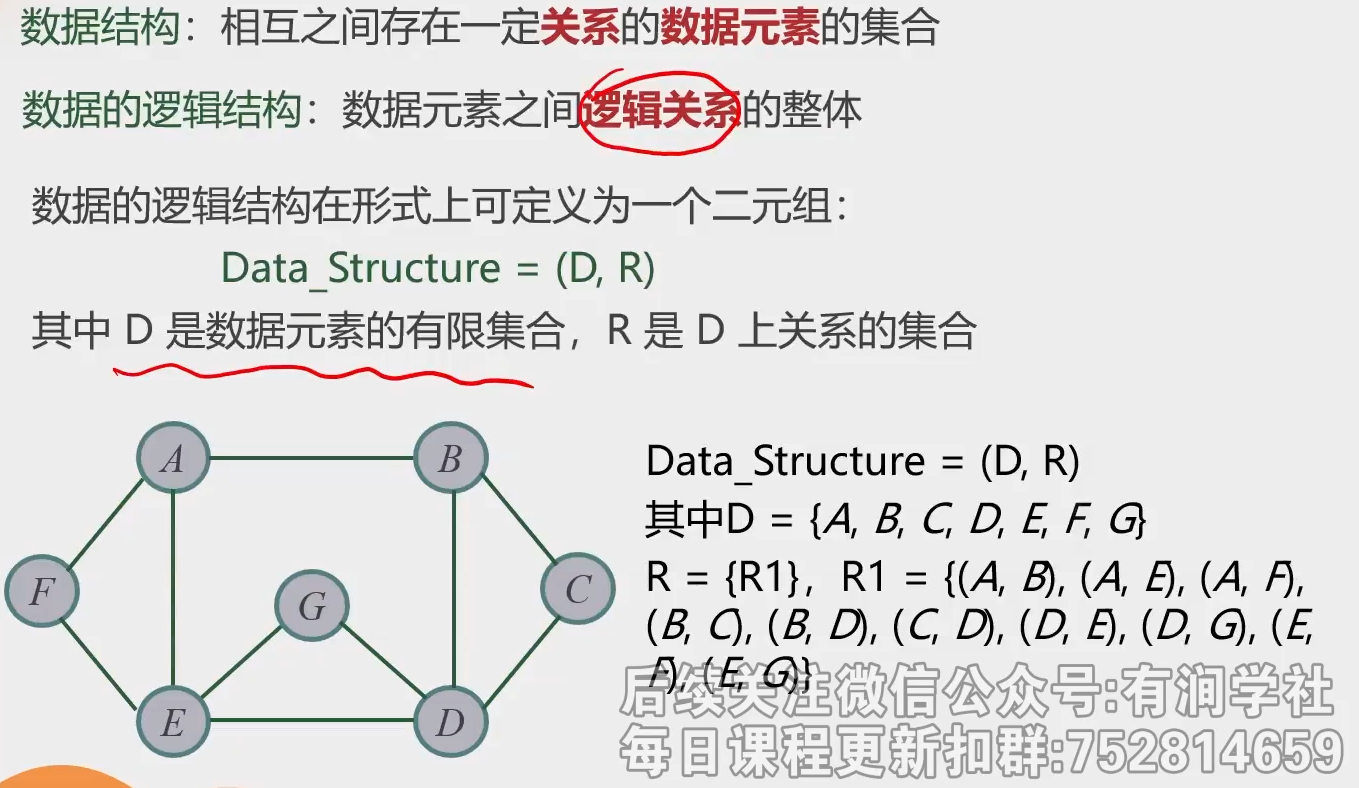 数据结构：相互之间存在一定关系的数据元素的集合
数据的逻辑结构：数据元素之间逻辑关系的整体
数据的逻辑结构在形式上可定义为一个二元组：
Data_Structure = (D, R)
其中 D 是数据元素的有限集合，R 是 D 上关系的集合
A
B
F
G
C
E
D
Data_Structure = (D, R)
其中D = {A, B, C, D, E, F, G}
R = {R1}，R1 = {(A, B), (A, E), (A, F),
(B, C), (B, D), (C, D), (D, E), (D, G), (E,
F), (E, G)}
后续关注微信公众号:有润学社
每日课程更新扣群:752814659